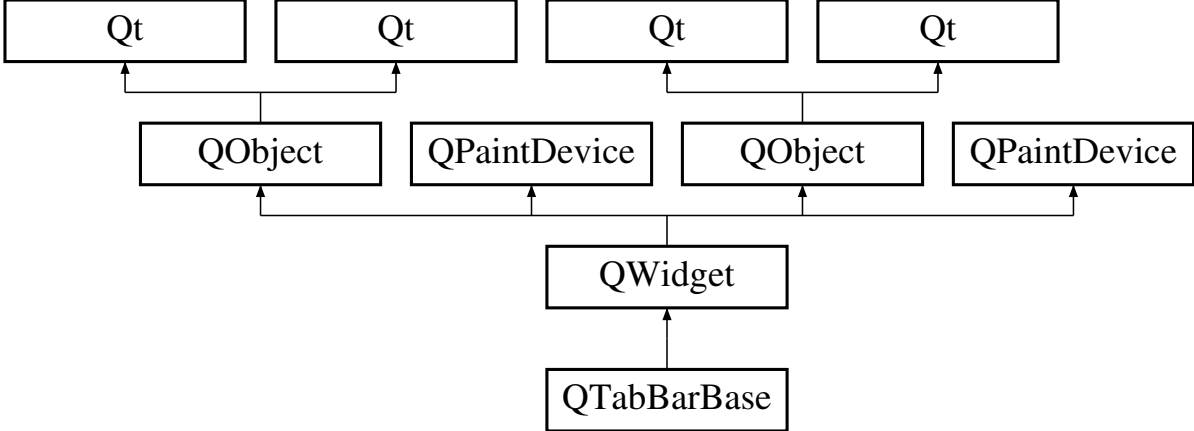 Qt Qt Qt Qt
QObject QPaintDevice QObject QPaintDevice
QWidget
QTabBarBase